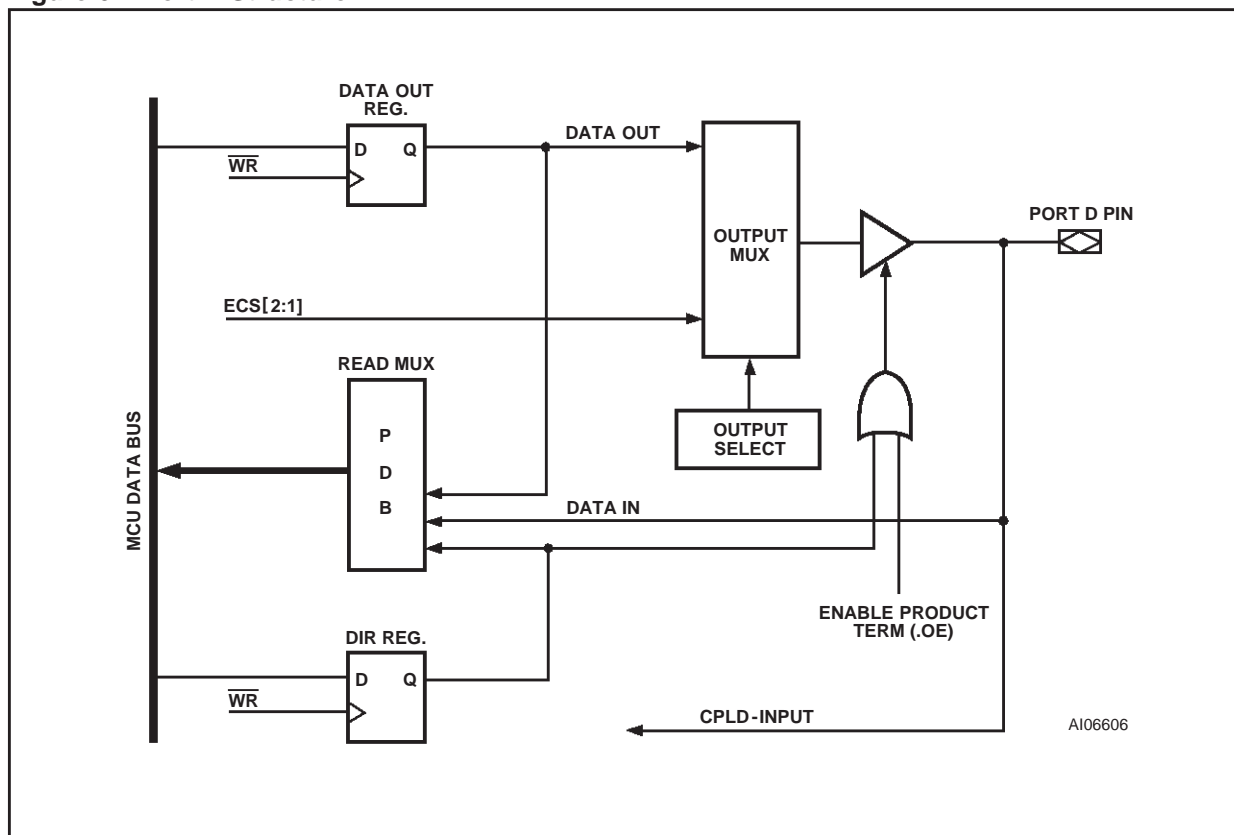 DATA OUT
REG.
D Q
WR
DATA OUT
OUTPUT
MUX
PORT D PIN
ECS[2:1]
READ MUX
P
D
B
OUTPUT
SELECT
MCU DATA BUS
DATA IN
ENABLE PRODUCT
TERM (.OE)
DIR REG.
D Q
WR
CPLD-INPUT
AI06606